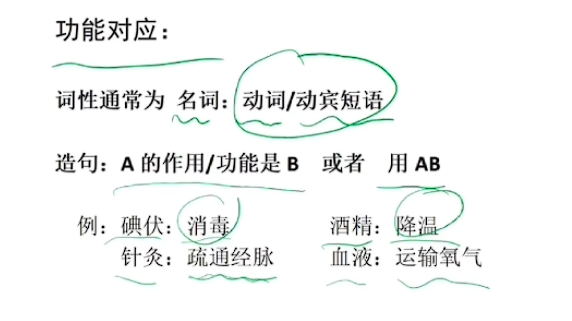 功能对应：
词性通常为 名词：动词/动宾短语
造句：A 的作用/功能是 B 或者 用 AB
例：碘伏：消毒 酒精：降温
针灸：疏通经脉 血液：运输氧气